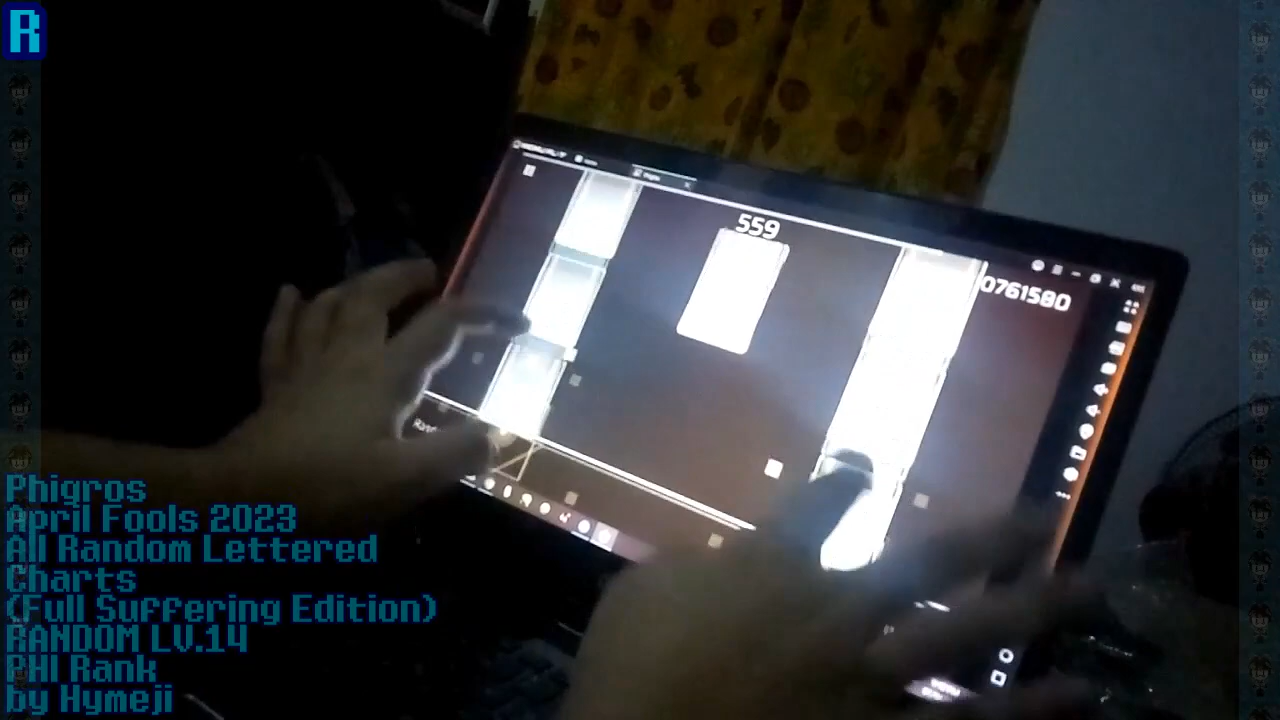 R
559
0761580
Phigros
April Fools 2023
All Random Lettered
Charts
(Full Suffering Edition)
RANDOM LV.14
PHI Rank
by Hymeji